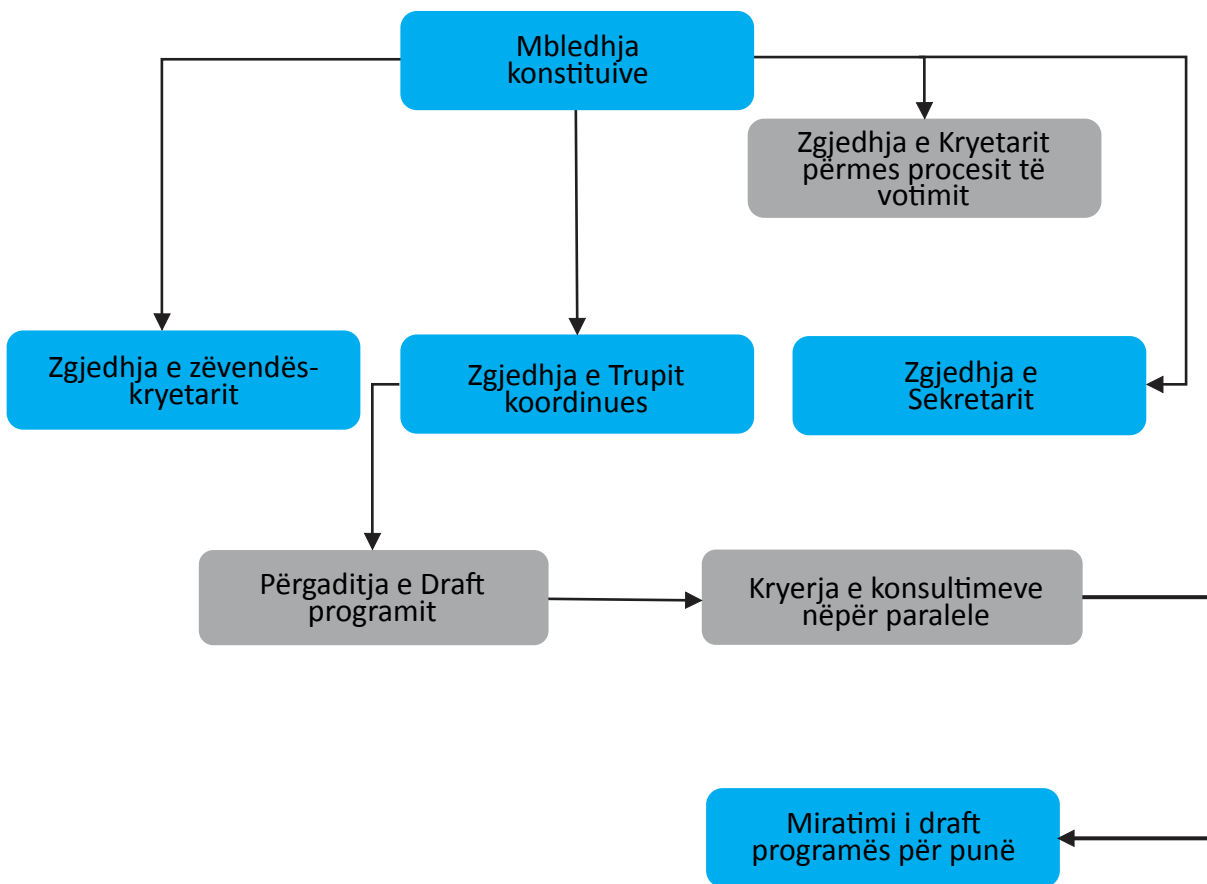 Mbledhja
konstituive
Zgjedhja e Kryetarit
përmes procesit të
votimit
Zgjedhja e zëvendës-
kryetarit
Zgjedhja e Trupit
koordinues
Zgjedhja e
Sekretarit
Përgaditja e Draft
programit
Kryerja e konsultimeve
nëpër paralele
Miratimi i draft
programës për punë